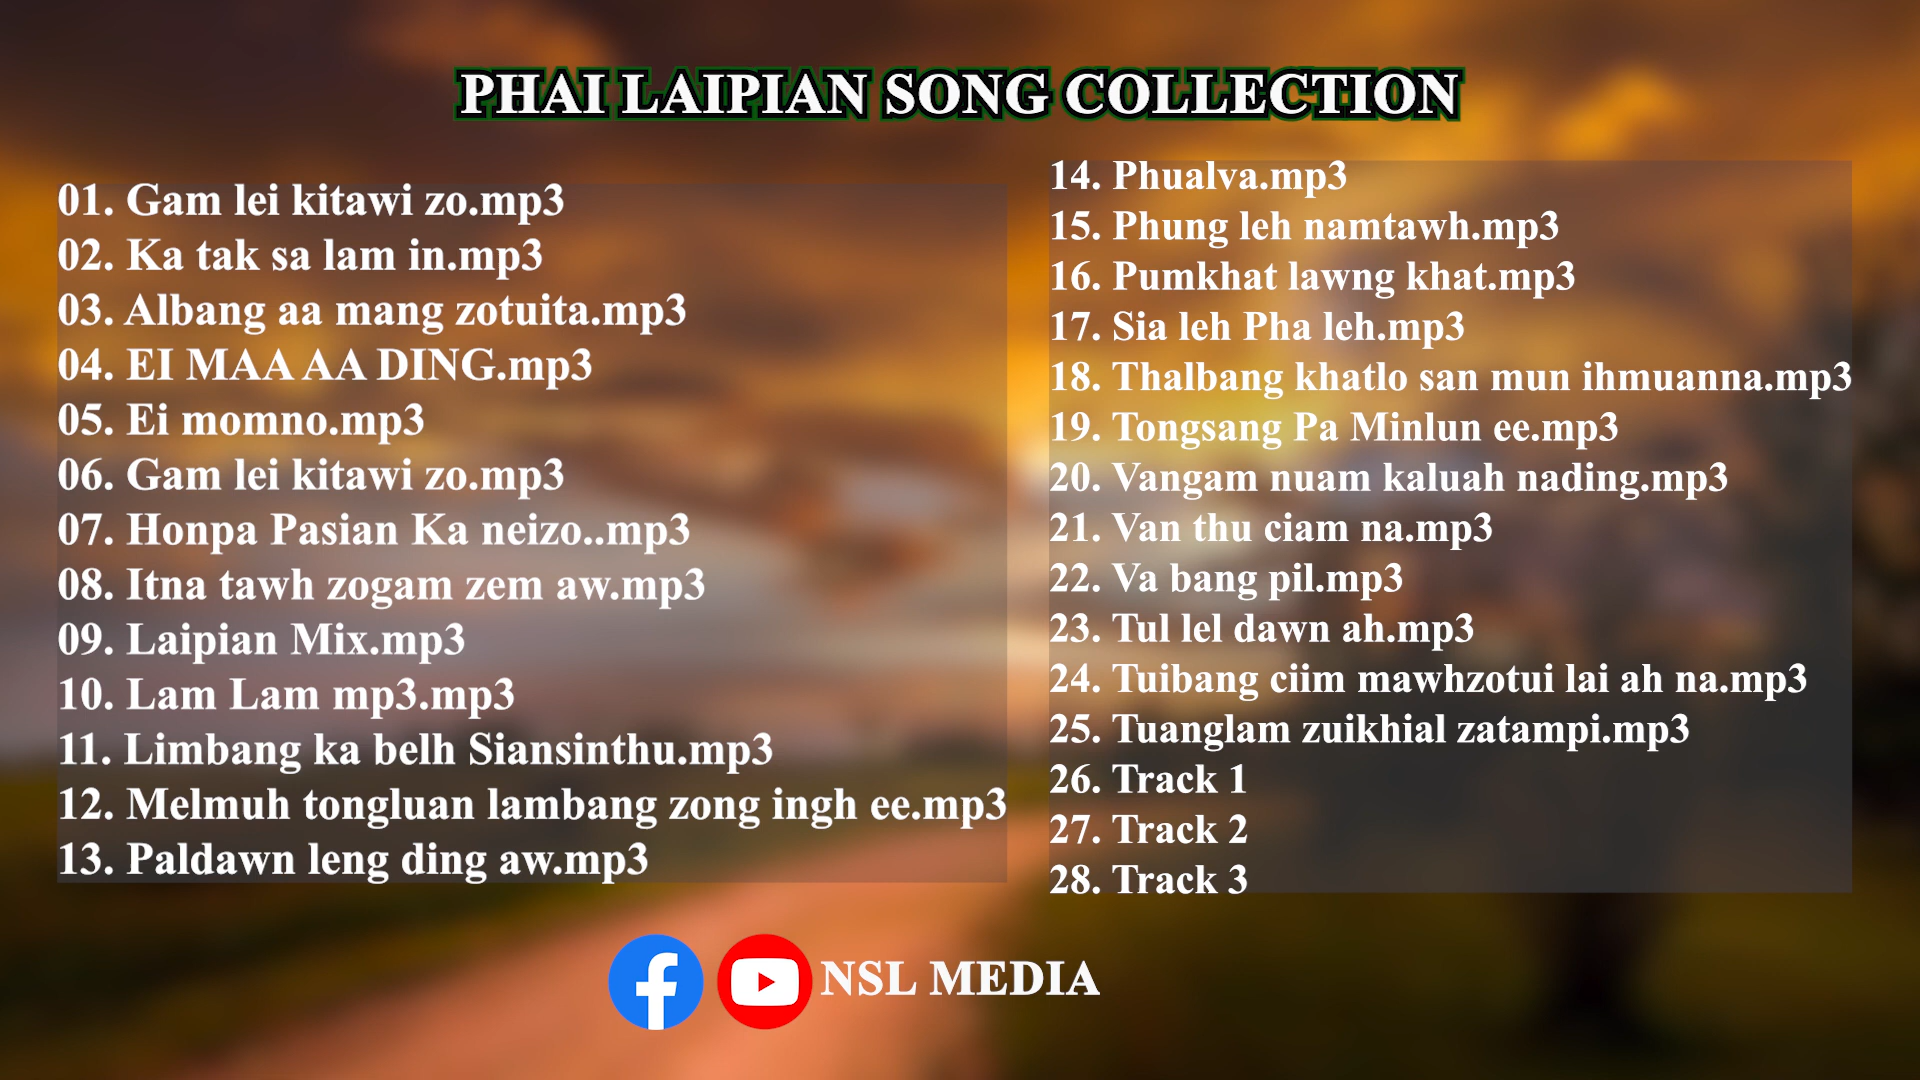 PHAI LAIPIAN SONG COLLECTION
01. Gam lei kitawi zo.mp3
02. Ka tak sa lam in.mp3
03. Albang aa mang zotuita.mp3
04. EI MAA AA DING.mp3
05. Ei momno.mp3
06. Gam lei kitawi zo.mp3
07. Honpa Pasian Ka neizo..mp3
08. Itna tawh zogam zem aw.mp3
09. Laipian Mix.mp3
10. Lam Lam mp3.mp3
11. Limbang ka belh Siansinthu.mp3
12. Melmuh tongluan lambang zong ingh ee.mp3
13. Paldawn leng ding aw.mp3
14. Phualva.mp3
15. Phung leh namtawh.mp3
16. Pumkhat lawng khat.mp3
17. Sia leh Pha leh.mp3
18. Thalbang khatlo san mun ihmuanna.mp3
19. Tongsang Pa Minlun ee.mp3
20. Vangam nuam kaluah nading.mp3
21. Van thu ciam na.mp3
22. Va bang pil.mp3
23. Tul lel dawn ah.mp3
24. Tuibang ciim mawhzotui lai ah na.mp3
25. Tuanglam zuikhial zatampi.mp3
26. Track 1
27. Track 2
28. Track 3
NSL MEDIA